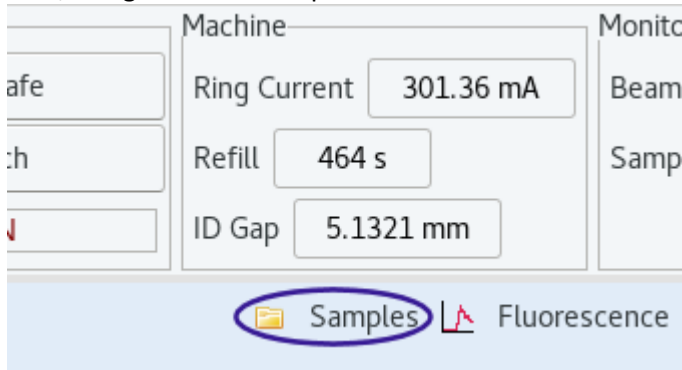 Machine
Monito
afe
Ring Current 301.36 mA
Beam
ch
Refill 464 s
Samp
N
ID Gap 5.1321 mm
Samples Fluorescence